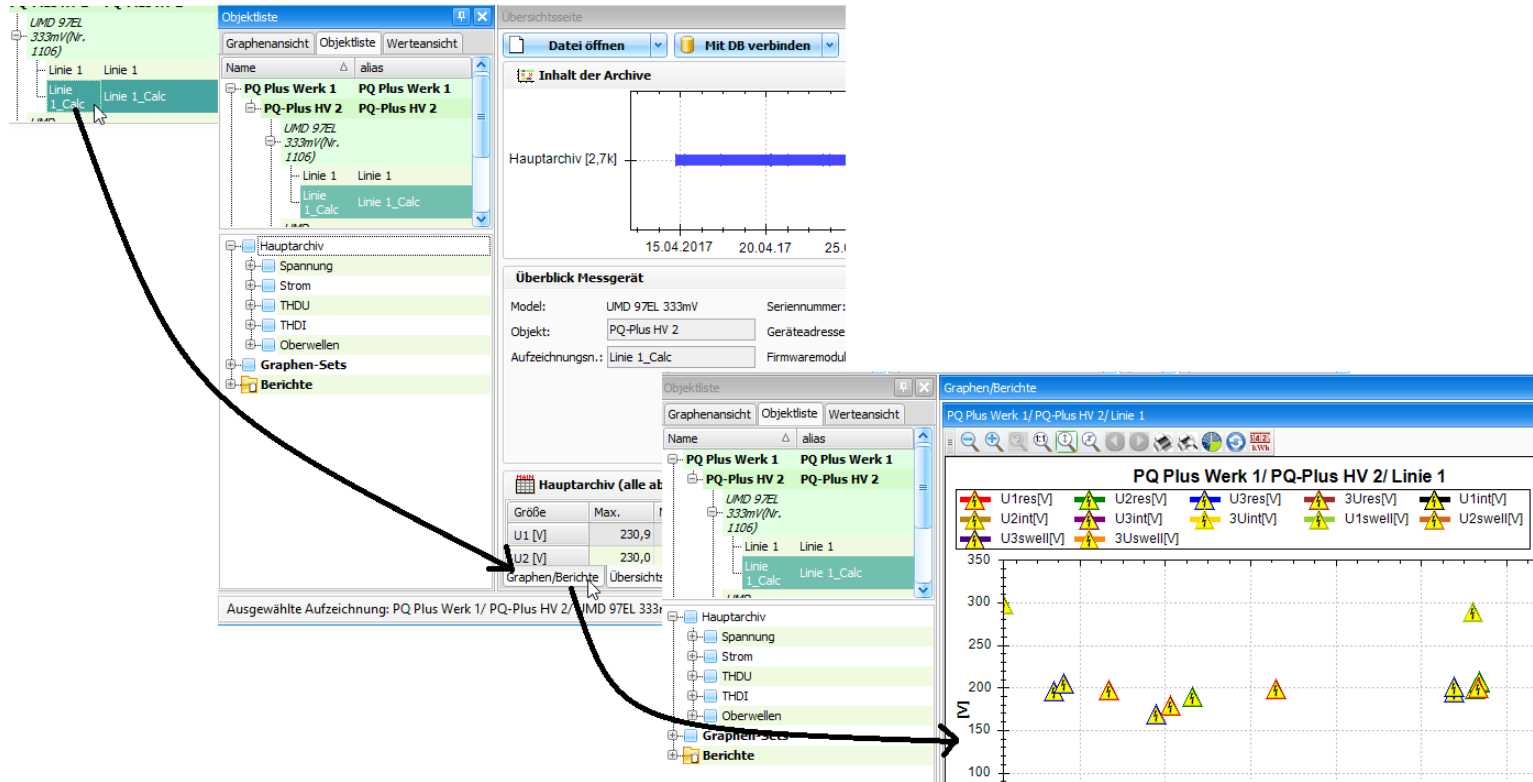 UMD 97EL
333mV(Nr.
1106)
Linie 1 Linie 1
Linie
1_Calc Linie 1_Calc
Objektliste
Graphenansicht Objektliste Werteansicht
Name alias
PQ Plus Werk 1 PQ Plus Werk 1
PQ-Plus HV 2 PQ-Plus HV 2
UMD 97EL
333mV(Nr.
1106)
Linie 1 Linie 1
Linie
1_Calc Linie 1_Calc
Hauptarchiv
Spannung
Strom
THDU
THDI
Oberwellen
Graphen-Sets
Berichte
Übersichtsseite
Datei öffnen Mit DB verbinden
Inhalt der Archive
Hauptarchiv [2,7k]
15.04.2017 20.04.17 25.
Überblick Messgerät
Model: UMD 97EL 333mV Seriennummer:
Objekt: PQ-Plus HV 2 Geräteadresse
Aufzeichnungsn.: Linie 1_Calc Firmwaremodul
MAIN
Hauptarchiv (alle ab
Größe Max.
U1 [V] 230,9
U2 [V] 230,0
Graphen/Berichte Übersichts
Ausgewählte Aufzeichnung: PQ Plus Werk 1/ PQ-Plus HV 2/ UMD 97EL 333m
Objektliste
Graphenansicht Objektliste Werteansicht
Name alias
PQ Plus Werk 1 PQ Plus Werk 1
PQ-Plus HV 2 PQ-Plus HV 2
UMD 97EL
333mV(Nr.
1106)
Linie 1 Linie 1
Linie
1_Calc Linie 1_Calc
Hauptarchiv
Spannung
Strom
THDU
THDI
Oberwellen
Graphen-Sets
Berichte
Graphen/Berichte
PQ Plus Werk 1/ PQ-Plus HV 2/ Linie 1
1:1 kWh
PQ Plus Werk 1/ PQ-Plus HV 2/ Linie 1
U1res[V] U2res[V] U3res[V] 3Ures[V] U1int[V]
U2int[V] U3int[V] 3Uint[V] U1swell[V] U2swell[V]
U3swell[V] 3Uswell[V]
350
300
250
200
[V]
150
100